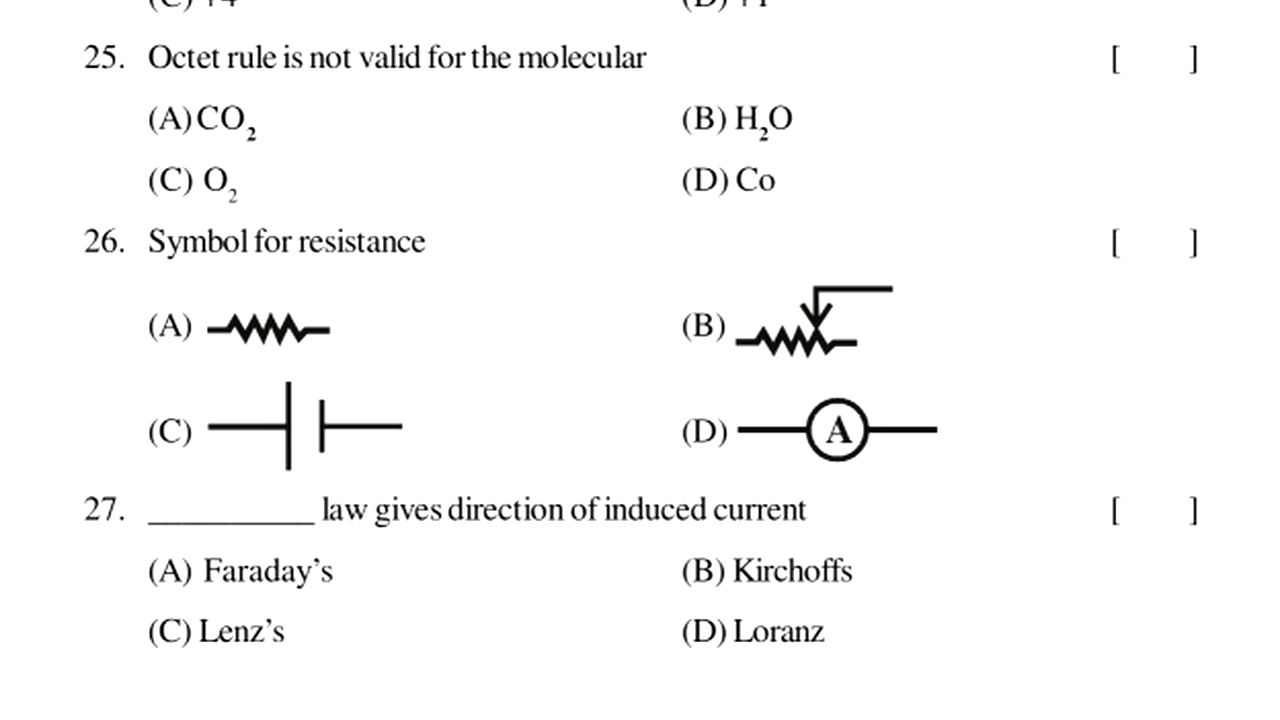 25. Octet rule is not valid for the molecular [ ]
(A) CO₂ (B) H₂O
(C) O₂ (D) Co
26. Symbol for resistance [ ]
(A) (B)
(C) (D) A
27. __________ law gives direction of induced current [ ]
(A) Faraday's (B) Kirchoffs
(C) Lenz's (D) Loranz